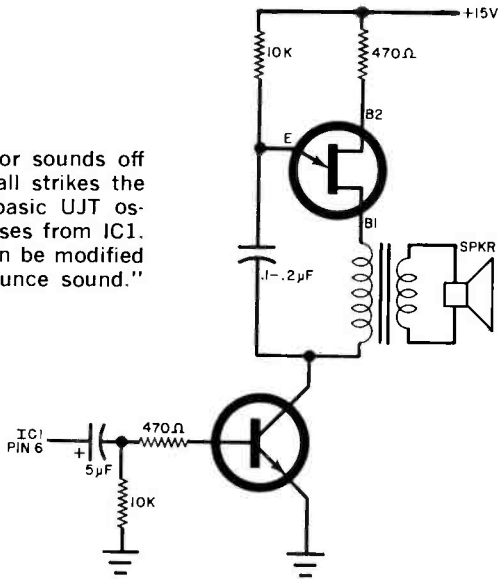 +15V
10K
470Ω
B2
E
B1
or sounds off
all strikes the
basic UJT os-
ses from IC1.
n be modified
unce sound."
.1-.2µF
SPKR
470Ω
IC1
PIN 6
+
5µF
10K